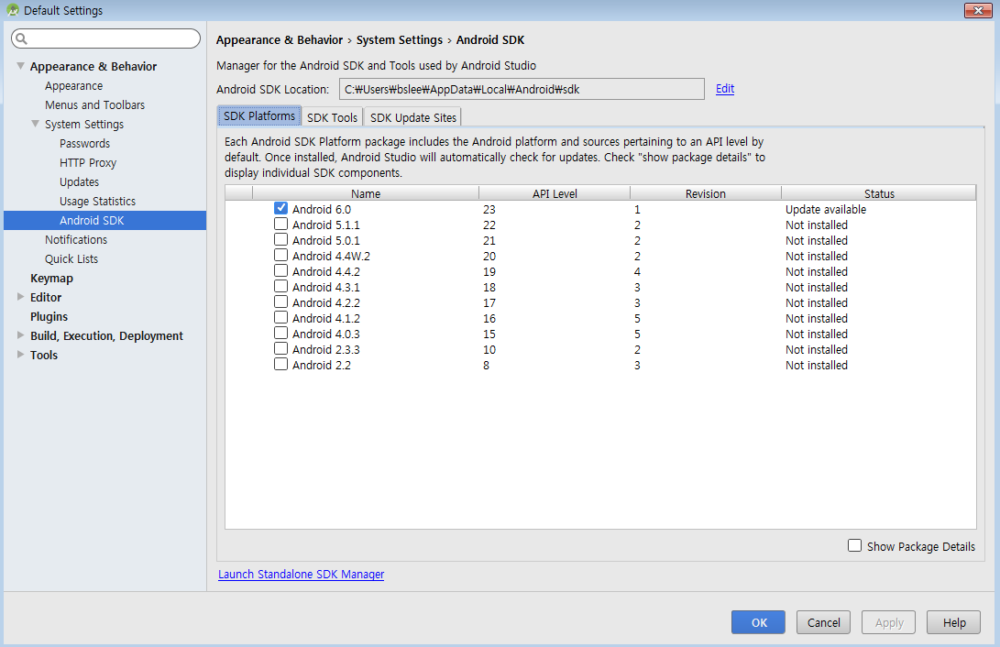 Default Settings
Appearance & Behavior
Appearance
Menus and Toolbars
System Settings
Passwords
HTTP Proxy
Updates
Usage Statistics
Android SDK
Notifications
Quick Lists
Keymap
Editor
Plugins
Build, Execution, Deployment
Tools
Appearance & Behavior › System Settings › Android SDK
Manager for the Android SDK and Tools used by Android Studio
Android SDK Location: C:₩Users₩bslee₩AppData₩Local₩Android₩sdk Edit
SDK Platforms SDK Tools SDK Update Sites
Each Android SDK Platform package includes the Android platform and sources pertaining to an API level by
default. Once installed, Android Studio will automatically check for updates. Check "show package details" to
display individual SDK components.
Name API Level Revision Status
Android 6.0 23 1 Update available
Android 5.1.1 22 2 Not installed
Android 5.0.1 21 2 Not installed
Android 4.4W.2 20 2 Not installed
Android 4.4.2 19 4 Not installed
Android 4.3.1 18 3 Not installed
Android 4.2.2 17 3 Not installed
Android 4.1.2 16 5 Not installed
Android 4.0.3 15 5 Not installed
Android 2.3.3 10 2 Not installed
Android 2.2 8 3 Not installed
Show Package Details
Launch Standalone SDK Manager
OK Cancel Apply Help